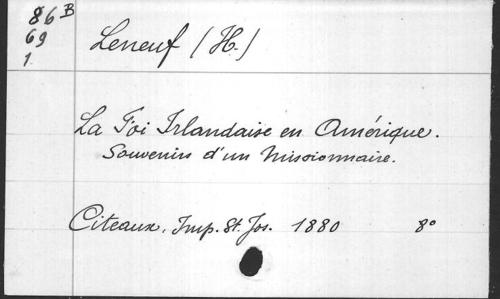 86 B
69
1.
Leneuf (H.)
La Foi Irlandaise en Amérique.
Souvenirs d'un Missionnaire.
Citeaux, Imp. St. Jos. 1880 8°